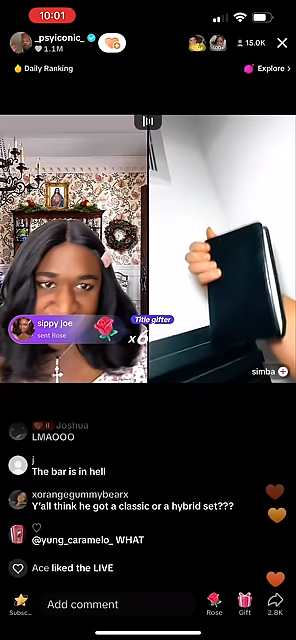 10:01
53
_psyiconic_
1.1M
15.0K
Daily Ranking
Explore
Title gifter
sippy joe
sent Rose
x6
simba
Joshua
LMAOOO
j
The bar is in hell
xorangegummybearx
Y'all think he got a classic or a hybrid set???
@yung_caramelo_ WHAT
Ace liked the LIVE
Subsc...
Add comment
Rose
Gift
2.8K